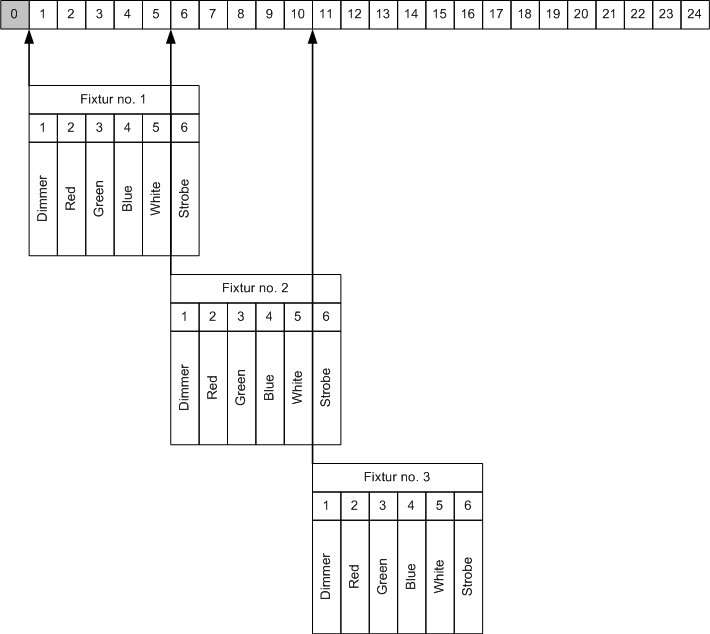 0 1 2 3 4 5 6 7 8 9 10 11 12 13 14 15 16 17 18 19 20 21 22 23 24
Fixtur no. 1
1 2 3 4 5 6
Dimmer Red Green Blue White Strobe
Fixtur no. 2
1 2 3 4 5 6
Dimmer Red Green Blue White Strobe
Fixtur no. 3
1 2 3 4 5 6
Dimmer Red Green Blue White Strobe